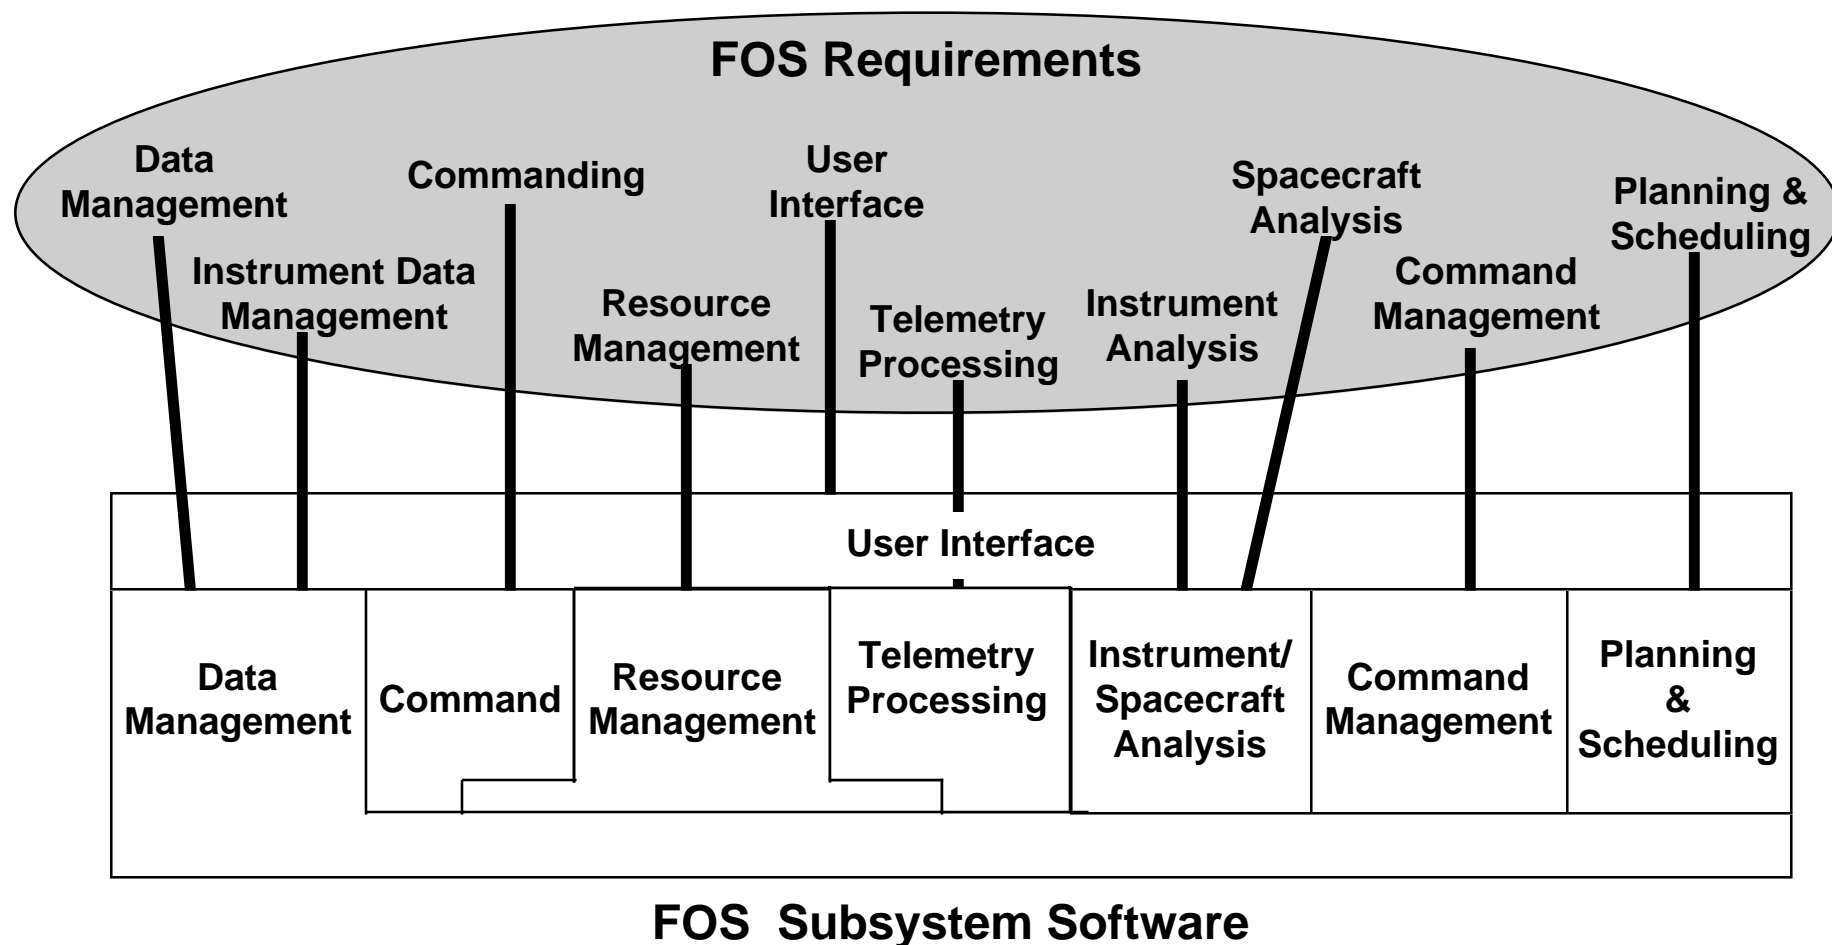 FOS Requirements
Data
Management
Commanding
User
Interface
Spacecraft
Analysis
Planning &
Scheduling
Instrument Data
Management
Resource
Management
Telemetry
Processing
Instrument
Analysis
Command
Management
User Interface
Data
Management
Command
Resource
Management
Telemetry
Processing
Instrument/
Spacecraft
Analysis
Command
Management
Planning
&
Scheduling
FOS  Subsystem Software